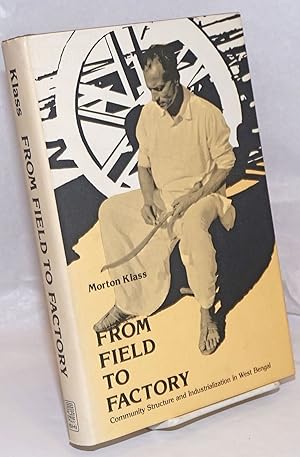 Klass
FROM FIELD TO FACTORY
Morton Klass
FROM
FIELD
TO
FACTORY
Community Structure and Industrialization in West Bengal